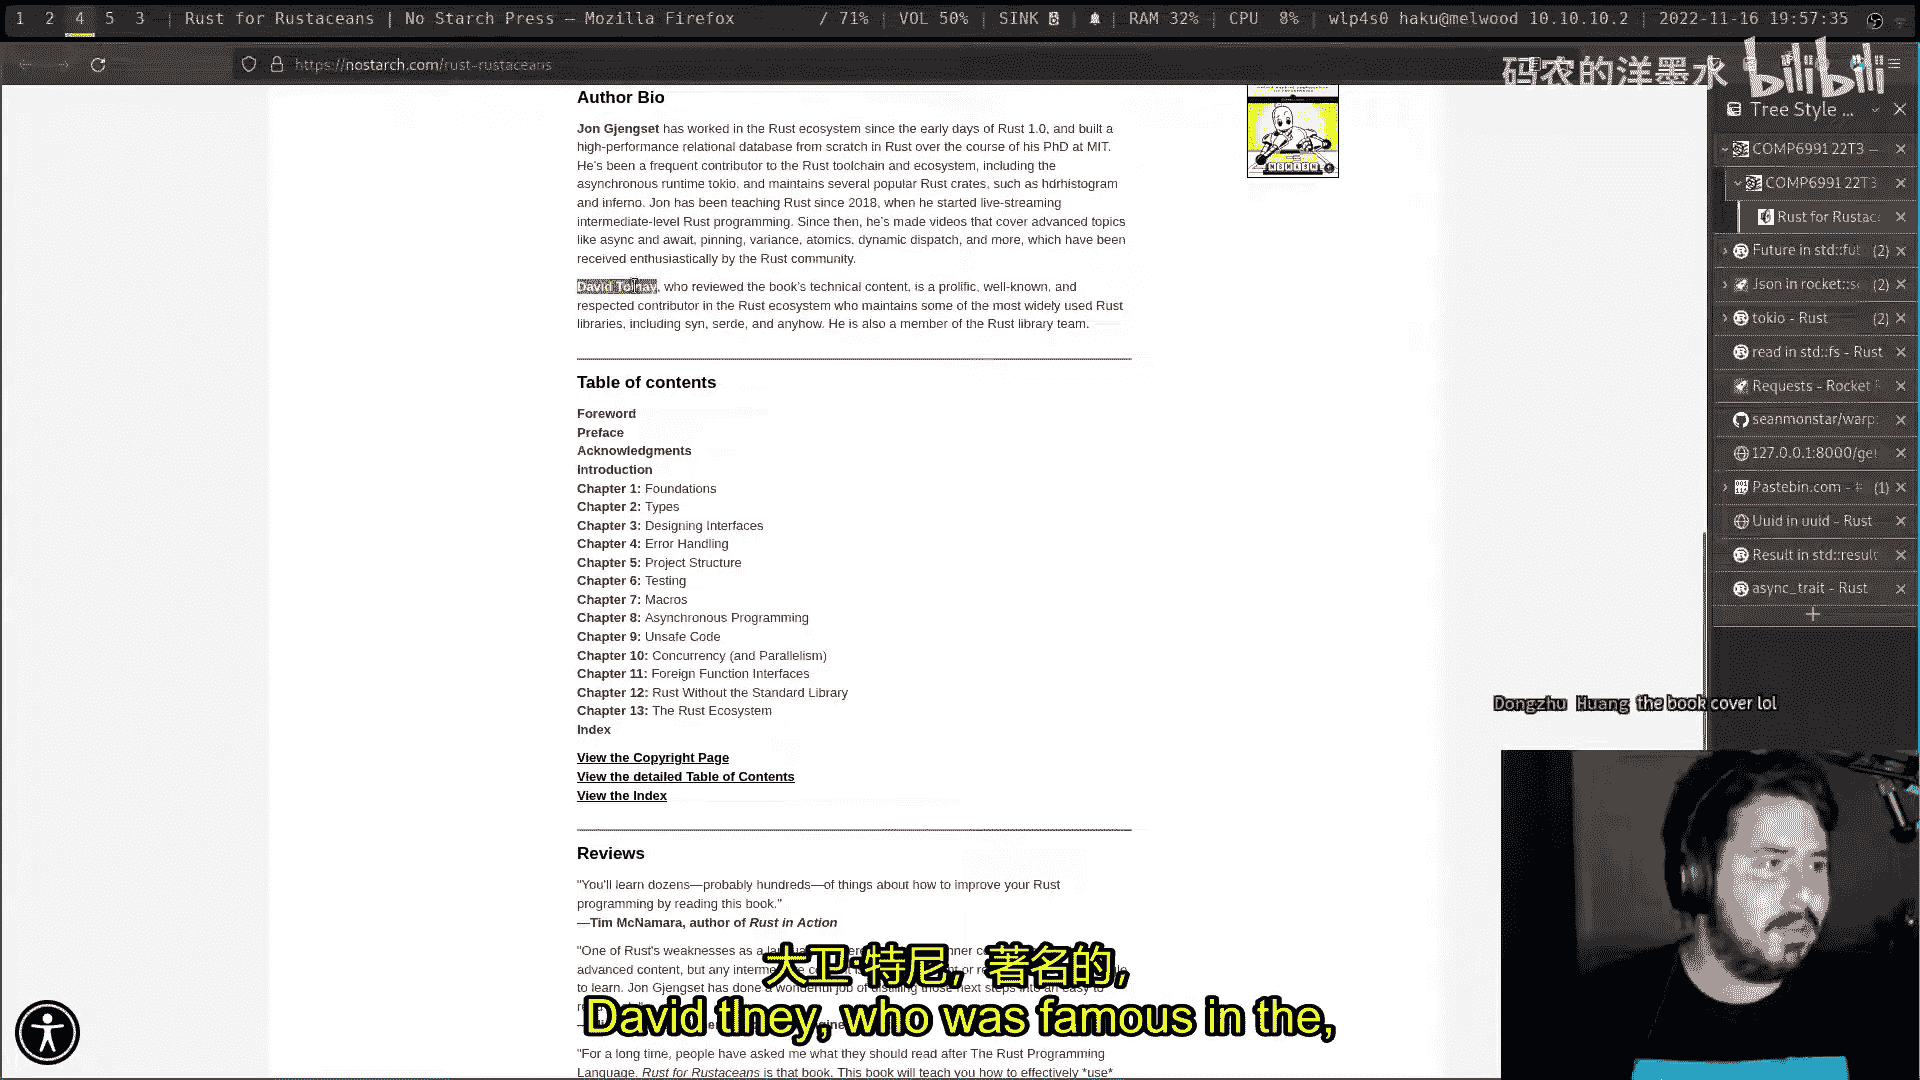 1 2 4 5 3 | Rust for Rustaceans | No Starch Press — Mozilla Firefox / 71% | VOL 50% | SINK | RAM 32% | CPU 8% | wlp4s0 haku@melwood 10.10.10.2 | 2022-11-16 19:57:35
https://nostarch.com/rust-rustaceans
码农的洋墨水 bilibili
Tree Style ...
COMP6991 22T3 —
COMP6991 22T3
Rust for Rustac
Future in std::fut (2)
Json in rocket::s (2)
tokio - Rust (2)
read in std::fs - Rust
Requests - Rocket
seanmonstar/warp:
127.0.0.1:8000/get
Pastebin.com - # (1)
Uuid in uuid - Rust
Result in std::result
async_trait - Rust
Author Bio
Jon Gjengset has worked in the Rust ecosystem since the early days of Rust 1.0, and built a
high-performance relational database from scratch in Rust over the course of his PhD at MIT.
He's been a frequent contributor to the Rust toolchain and ecosystem, including the
asynchronous runtime tokio, and maintains several popular Rust crates, such as hdrhistogram
and inferno. Jon has been teaching Rust since 2018, when he started live-streaming
intermediate-level Rust programming. Since then, he's made videos that cover advanced topics
like async and await, pinning, variance, atomics, dynamic dispatch, and more, which have been
received enthusiastically by the Rust community.
David Tolnay, who reviewed the book's technical content, is a prolific, well-known, and
respected contributor in the Rust ecosystem who maintains some of the most widely used Rust
libraries, including syn, serde, and anyhow. He is also a member of the Rust library team.
Table of contents
Foreword
Preface
Acknowledgments
Introduction
Chapter 1: Foundations
Chapter 2: Types
Chapter 3: Designing Interfaces
Chapter 4: Error Handling
Chapter 5: Project Structure
Chapter 6: Testing
Chapter 7: Macros
Chapter 8: Asynchronous Programming
Chapter 9: Unsafe Code
Chapter 10: Concurrency (and Parallelism)
Chapter 11: Foreign Function Interfaces
Chapter 12: Rust Without the Standard Library
Chapter 13: The Rust Ecosystem
Index
View the Copyright Page
View the detailed Table of Contents
View the Index
Dongzhu Huang the book cover lol
Reviews
"You'll learn dozens—probably hundreds—of things about how to improve your Rust
programming by reading this book."
—Tim McNamara, author of Rust in Action
"One of Rust's weaknesses as a
advanced content, but any
to learn. Jon Gjengset has done a wonderful job of distilling those next steps into an easy to
大卫·特尼，著名的，
David tlney, who was famous in the,
"For a long time, people have asked me what they should read after The Rust Programming
Language. Rust for Rustaceans is that book. This book will teach you how to effectively *use*